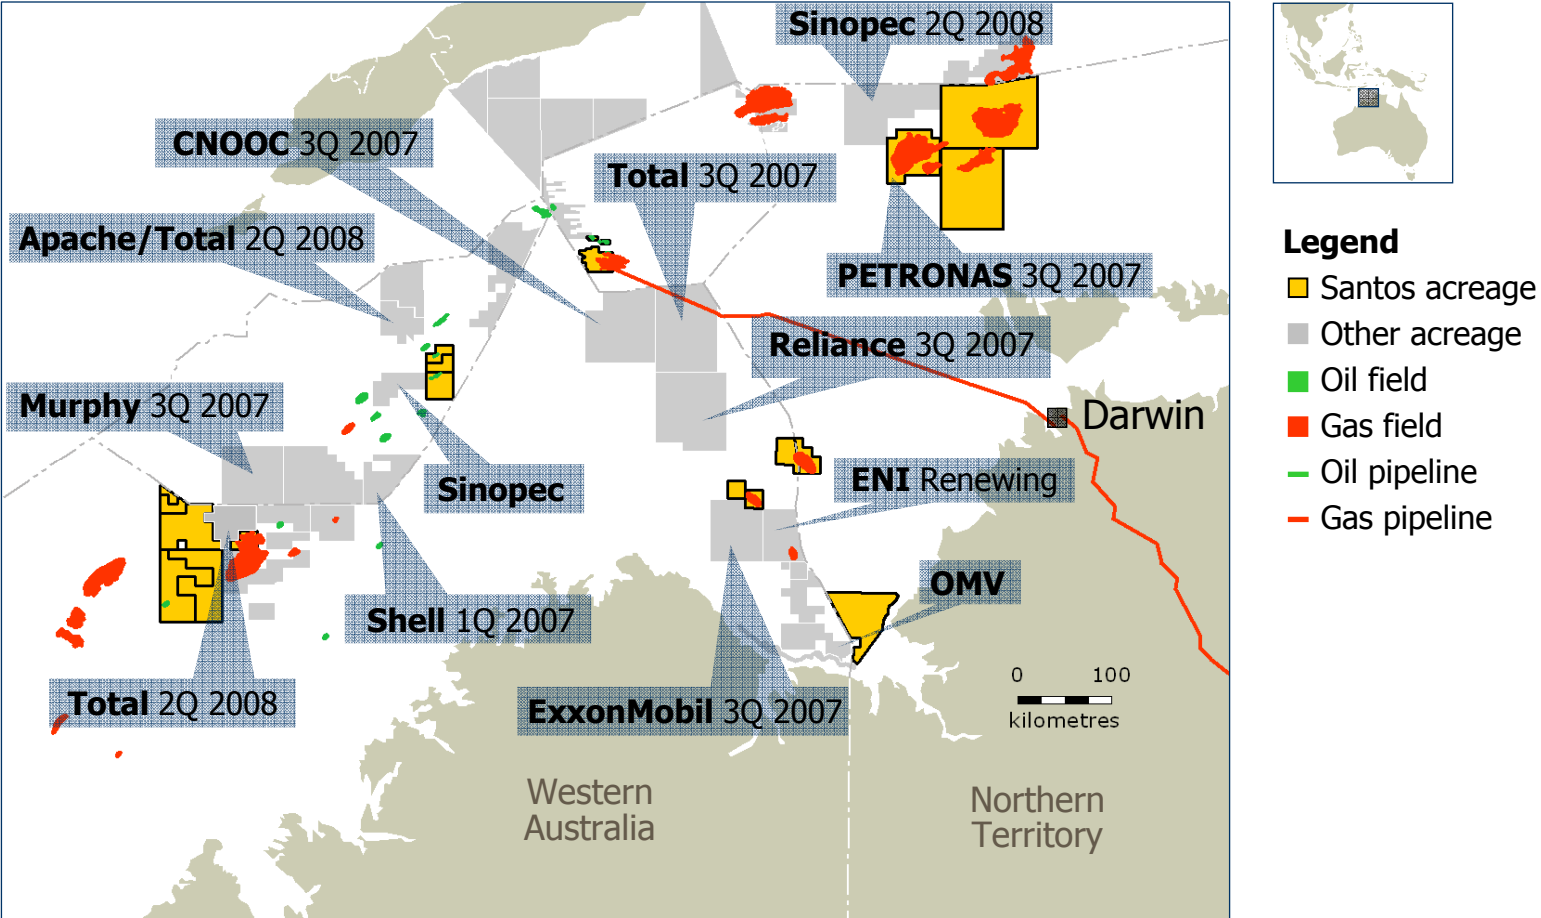 Sinopec 2Q 2008
CNOOC 3Q 2007
Total 3Q 2007
Apache/Total 2Q 2008
PETRONAS 3Q 2007
Reliance 3Q 2007
Murphy 3Q 2007
Darwin
Sinopec
ENI Renewing
OMV
Shell 1Q 2007
Total 2Q 2008
ExxonMobil 3Q 2007
0 100
kilometres
Western
Australia
Northern
Territory
Legend
Santos acreage
Other acreage
Oil field
Gas field
Oil pipeline
Gas pipeline